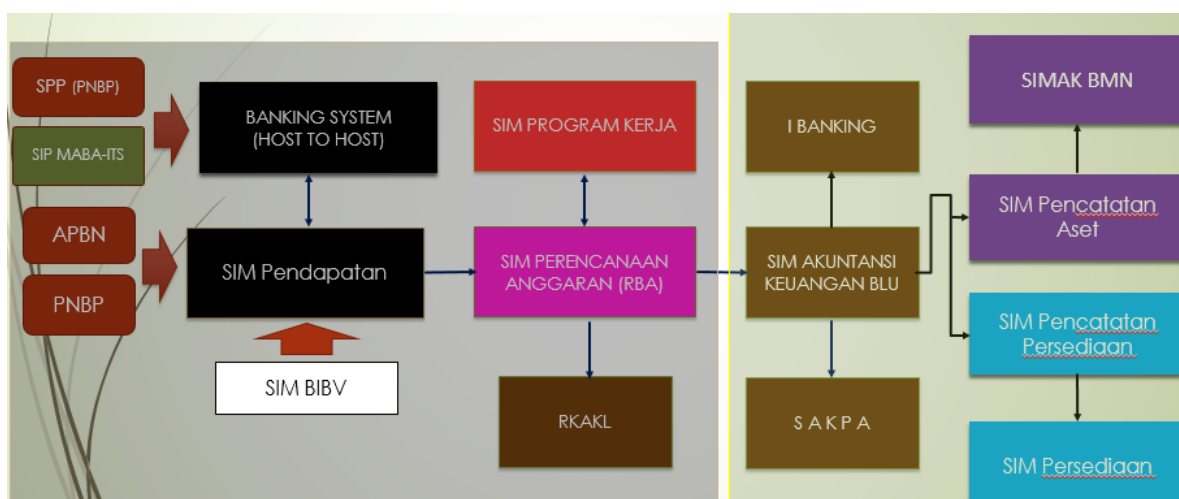 SPP (PNBP)
SIP MABA-ITS
APBN
PNBP
BANKING SYSTEM
(HOST TO HOST)
SIM Pendapatan
SIM BIBV
SIM PROGRAM KERJA
SIM PERENCANAAN
ANGGARAN (RBA)
RKAKL
I BANKING
SIM AKUNTANSI
KEUANGAN BLU
S A K P A
SIMAK BMN
SIM Pencatatan
Aset
SIM Pencatatan
Persediaan
SIM Persediaan